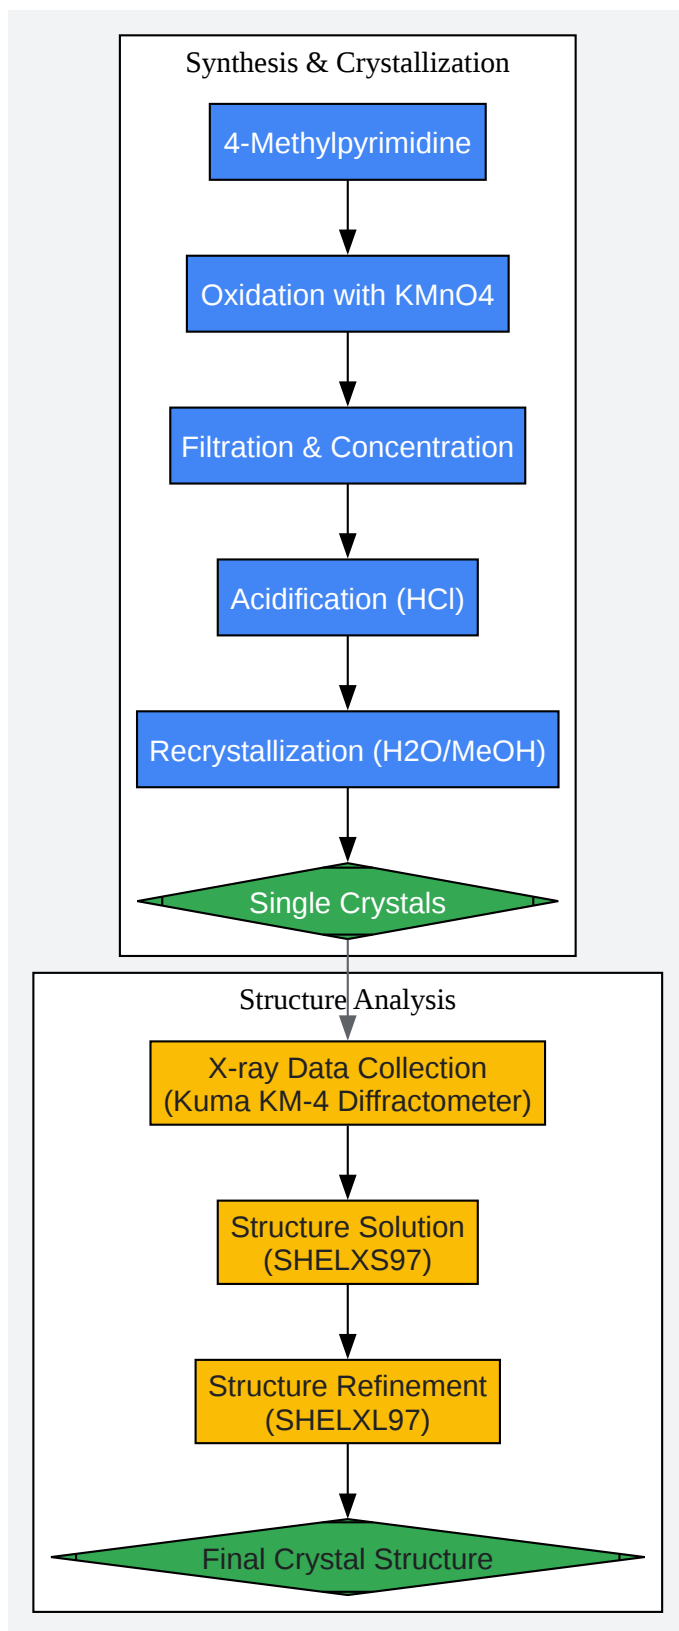 Synthesis & Crystallization
4-Methylpyrimidine
Oxidation with KMnO4
Filtration & Concentration
Acidification (HCl)
Recrystallization (H2O/MeOH)
Single Crystals
Structure Analysis
X-ray Data Collection
(Kuma KM-4 Diffractometer)
Structure Solution
(SHELXS97)
Structure Refinement
(SHELXL97)
Final Crystal Structure